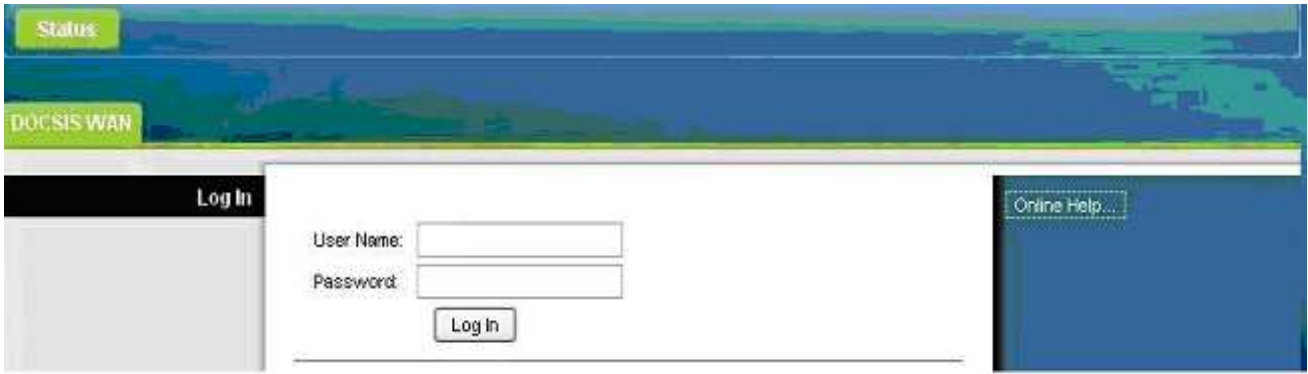 Status
DOCSIS WAN
Log In
Online Help...
User Name:
Password:
Log In